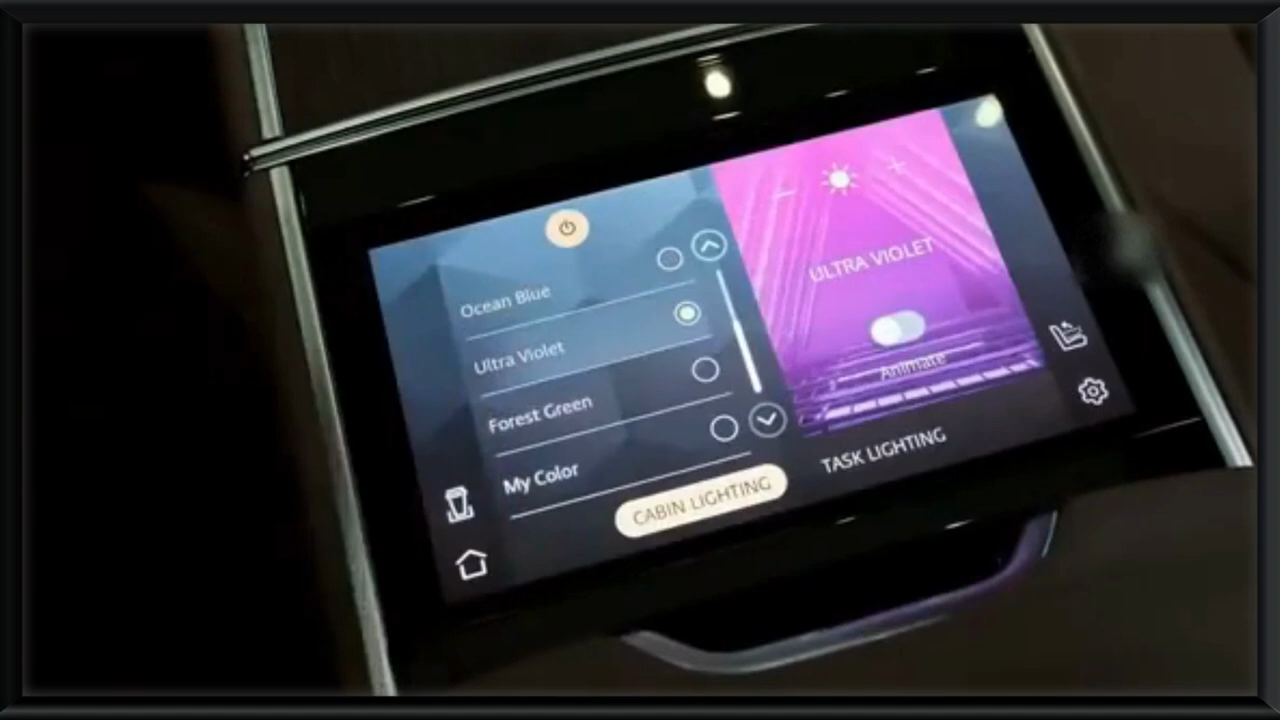 Ocean Blue
Ultra Violet
Forest Green
My Color
CABIN LIGHTING
ULTRA VIOLET
Animate
TASK LIGHTING